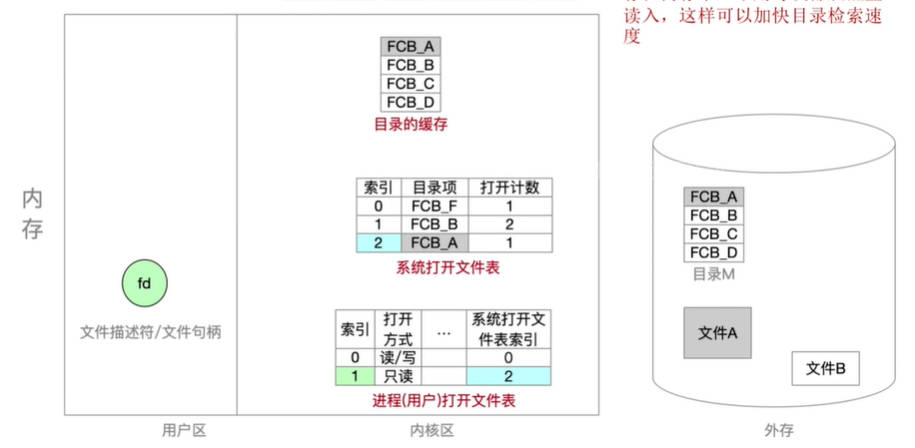 读入，这样可以加快目录检索速
度
FCB_A
FCB_B
FCB_C
FCB_D
目录的缓存
索引 目录项 打开计数
0 FCB_F 1
1 FCB_B 2
2 FCB_A 1
系统打开文件表
内
存
fd
文件描述符/文件句柄
索引 打开方式 … 系统打开文件表索引
0 读/写 0
1 只读 2
进程(用户)打开文件表
用户区
内核区
FCB_A
FCB_B
FCB_C
FCB_D
目录M
文件A
文件B
外存